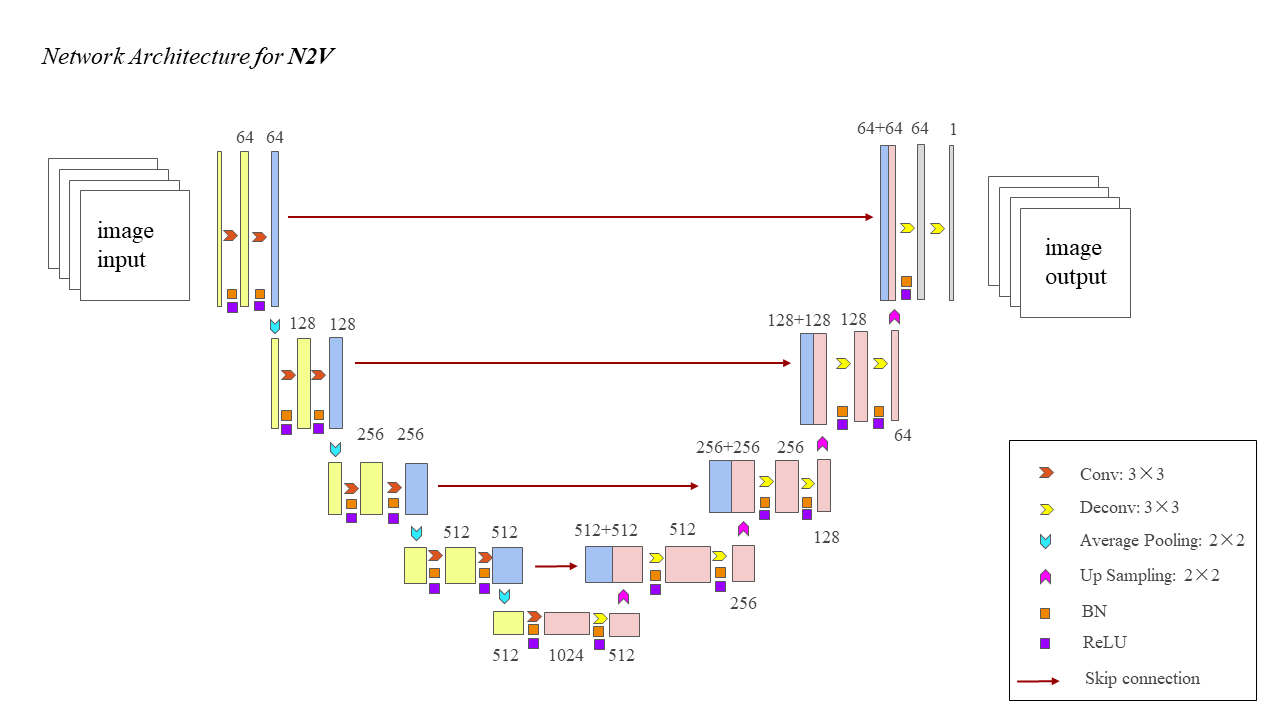 Network Architecture for N2V
64 64
64+64 64 1
image
input
image
output
128 128
128+128 128
64
256 256
256+256 256
128
512 512
512+512 512
256
512 1024 512
Conv: 3×3
Deconv: 3×3
Average Pooling: 2×2
Up Sampling: 2×2
BN
ReLU
Skip connection